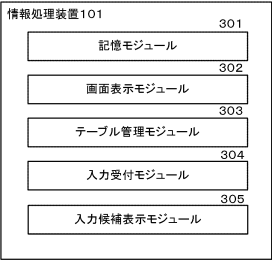 情報処理装置101
301
記憶モジュール
302
画面表示モジュール
303
テーブル管理モジュール
304
入力受付モジュール
305
入力候補表示モジュール